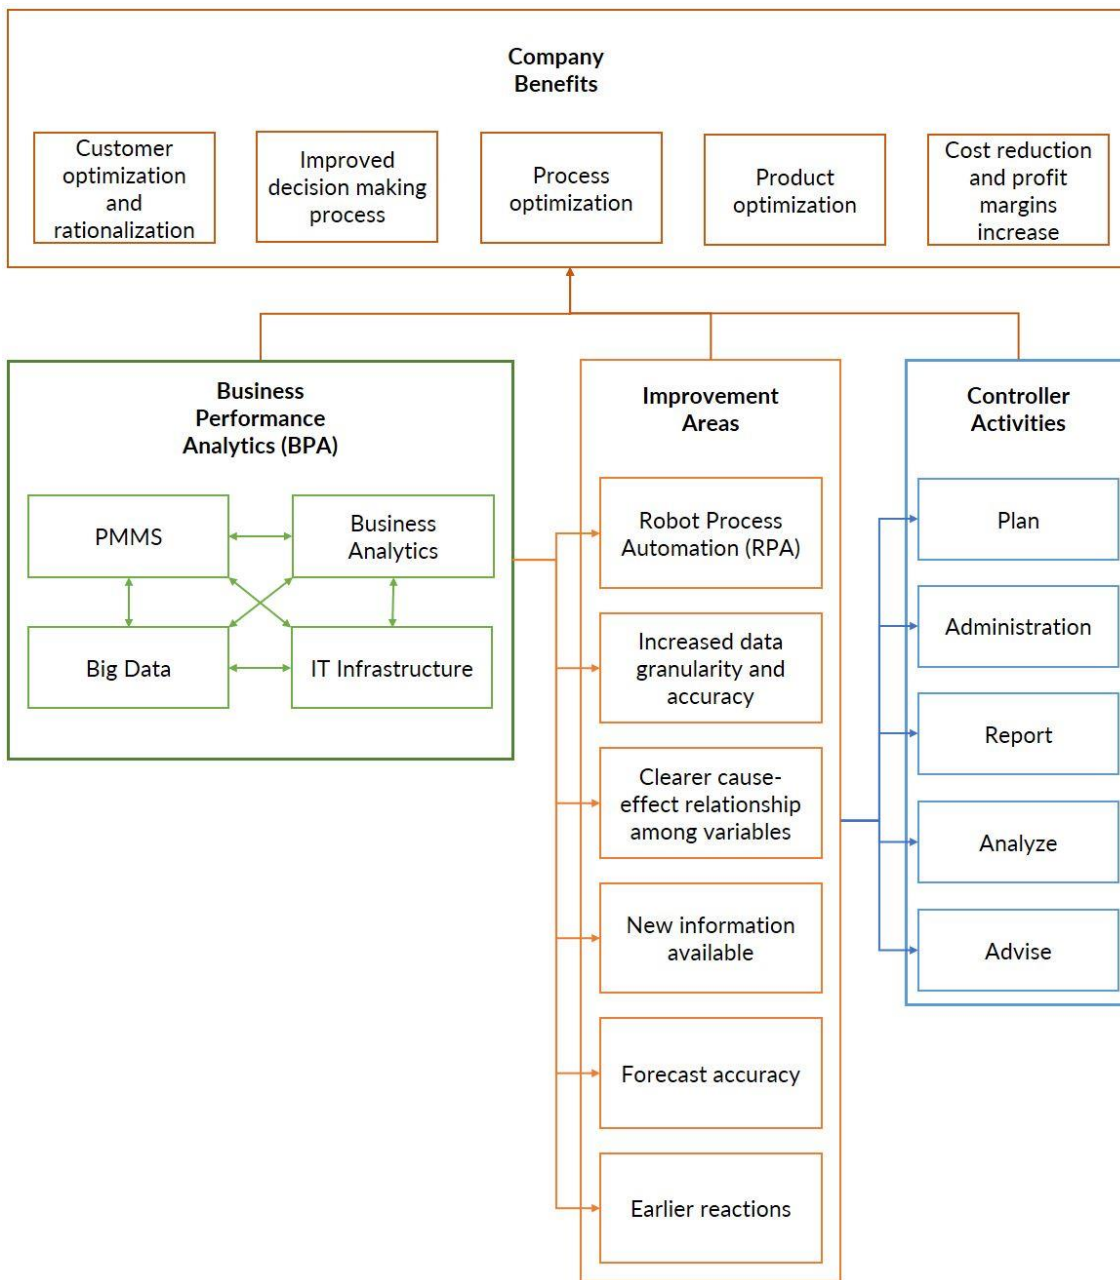 Company
Benefits
Customer
optimization
and
rationalization
Improved
decision making
process
Process
optimization
Product
optimization
Cost reduction
and profit
margins
increase
Business
Performance
Analytics (BPA)
PMMS
Business
Analytics
Big Data
IT Infrastructure
Improvement
Areas
Robot Process
Automation (RPA)
Increased data
granularity and
accuracy
Clearer cause-
effect relationship
among variables
New information
available
Forecast accuracy
Earlier reactions
Controller
Activities
Plan
Administration
Report
Analyze
Advise